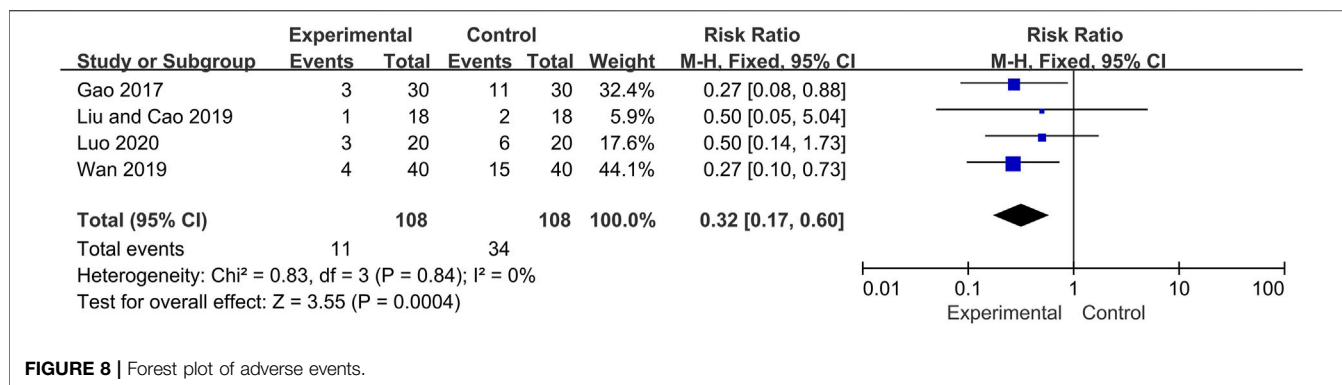 Experimental Control Risk Ratio Risk Ratio
Study or Subgroup Events Total Events Total Weight M-H, Fixed, 95% CI M-H, Fixed, 95% CI
Gao 2017 3 30 11 30 32.4% 0.27 [0.08, 0.88]
Liu and Cao 2019 1 18 2 18 5.9% 0.50 [0.05, 5.04]
Luo 2020 3 20 6 20 17.6% 0.50 [0.14, 1.73]
Wan 2019 4 40 15 40 44.1% 0.27 [0.10, 0.73]
Total (95% CI) 108 108 100.0% 0.32 [0.17, 0.60]
Total events 11 34
Heterogeneity: Chi² = 0.83, df = 3 (P = 0.84); I² = 0%
Test for overall effect: Z = 3.55 (P = 0.0004)
0.01 0.1 1 10 100
Experimental Control
FIGURE 8 | Forest plot of adverse events.